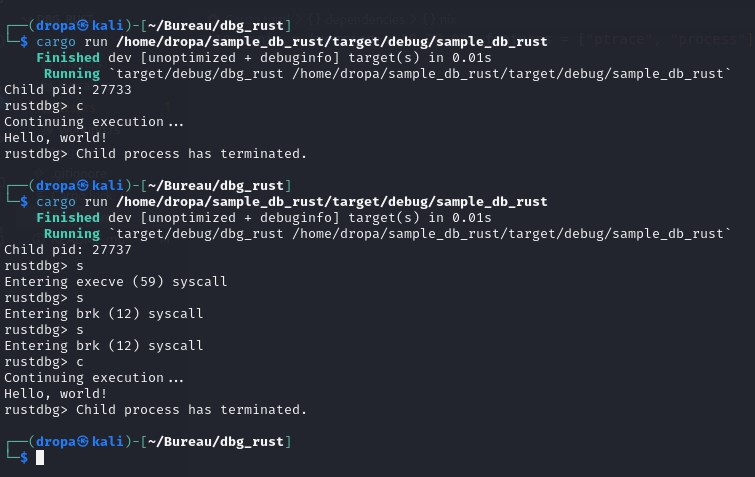 ┌──(dropa㉿kali)-[~/Bureau/dbg_rust]
└─$ cargo run /home/dropa/sample_db_rust/target/debug/sample_db_rust
    Finished dev [unoptimized + debuginfo] target(s) in 0.01s
     Running `target/debug/dbg_rust /home/dropa/sample_db_rust/target/debug/sample_db_rust`
Child pid: 27733
rustdbg> c
Continuing execution...
Hello, world!
rustdbg> Child process has terminated.
┌──(dropa㉿kali)-[~/Bureau/dbg_rust]
└─$ cargo run /home/dropa/sample_db_rust/target/debug/sample_db_rust
    Finished dev [unoptimized + debuginfo] target(s) in 0.01s
     Running `target/debug/dbg_rust /home/dropa/sample_db_rust/target/debug/sample_db_rust`
Child pid: 27737
rustdbg> s
Entering execve (59) syscall
rustdbg> s
Entering brk (12) syscall
rustdbg> s
Entering brk (12) syscall
rustdbg> c
Continuing execution...
Hello, world!
rustdbg> Child process has terminated.
┌──(dropa㉿kali)-[~/Bureau/dbg_rust]
└─$